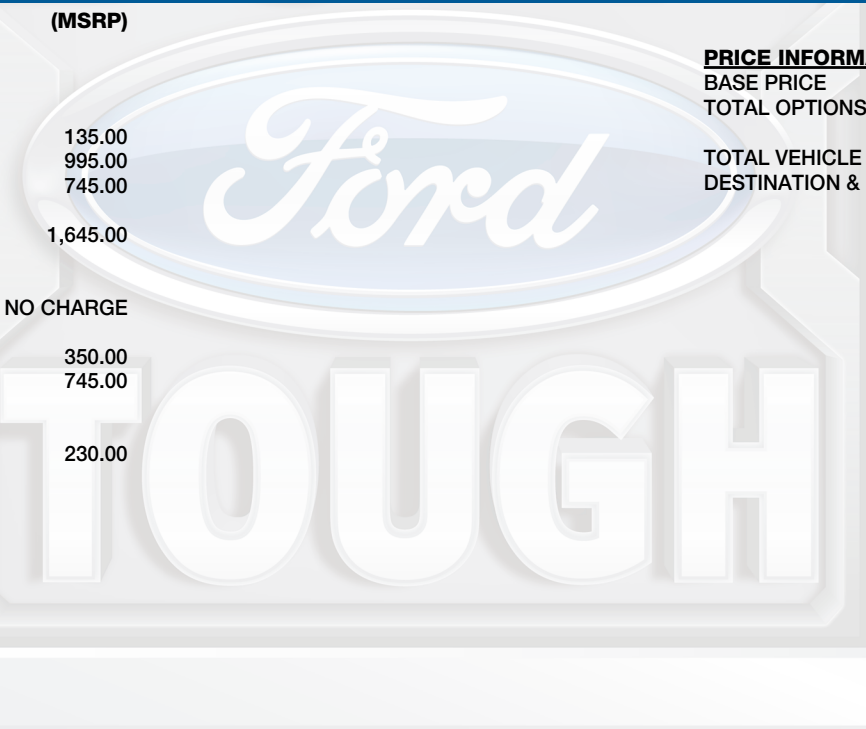 (MSRP)
135.00
995.00
745.00
1,645.00
NO CHARGE
350.00
745.00
230.00
PRICE
BASE PRICE
TOTAL OPTIONS
TOTAL VEHICLE
DESTINATION &
Ford
TOUGH